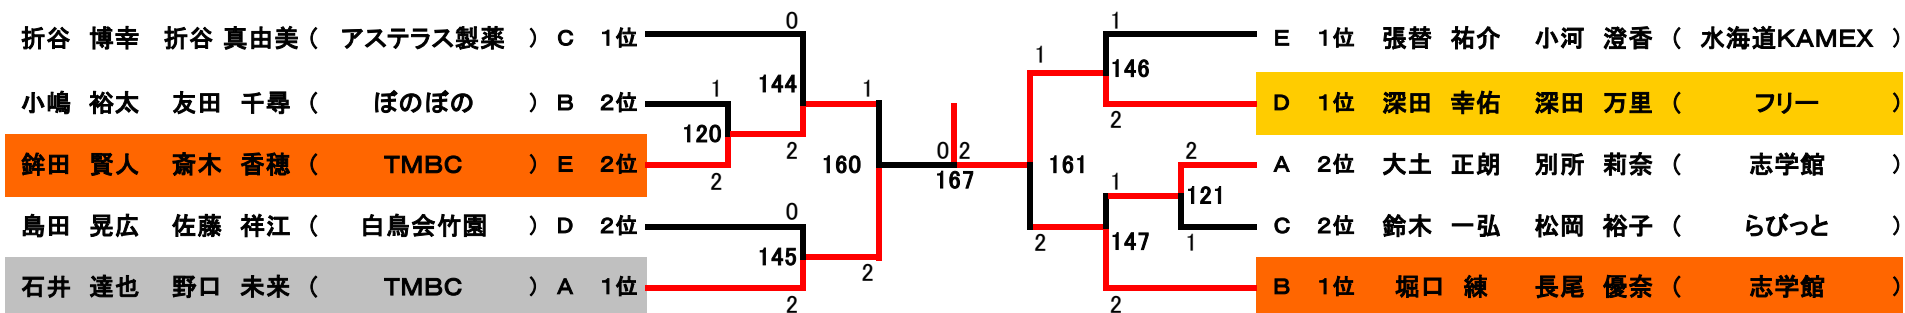 折谷 博幸 折谷 真由美 ( アステラス製薬 ) C 1位
小嶋 裕太 友田 千尋 ( ぼのぼの ) B 2位
鉾田 賢人 斎木 香穂 ( TMBC ) E 2位
島田 晃広 佐藤 祥江 ( 白鳥会竹園 ) D 2位
石井 達也 野口 未来 ( TMBC ) A 1位
0
144
1
120
2
2
1
160
0
145
2
2
0 2
167
1
146
2
1
161
2
2
121
1
1
147
2
E 1位 張替 祐介 小河 澄香 ( 水海道KAMEX )
D 1位 深田 幸佑 深田 万里 ( フリー )
A 2位 大土 正朗 別所 莉奈 ( 志学館 )
C 2位 鈴木 一弘 松岡 裕子 ( らびっと )
B 1位 堀口 練 長尾 優奈 ( 志学館 )